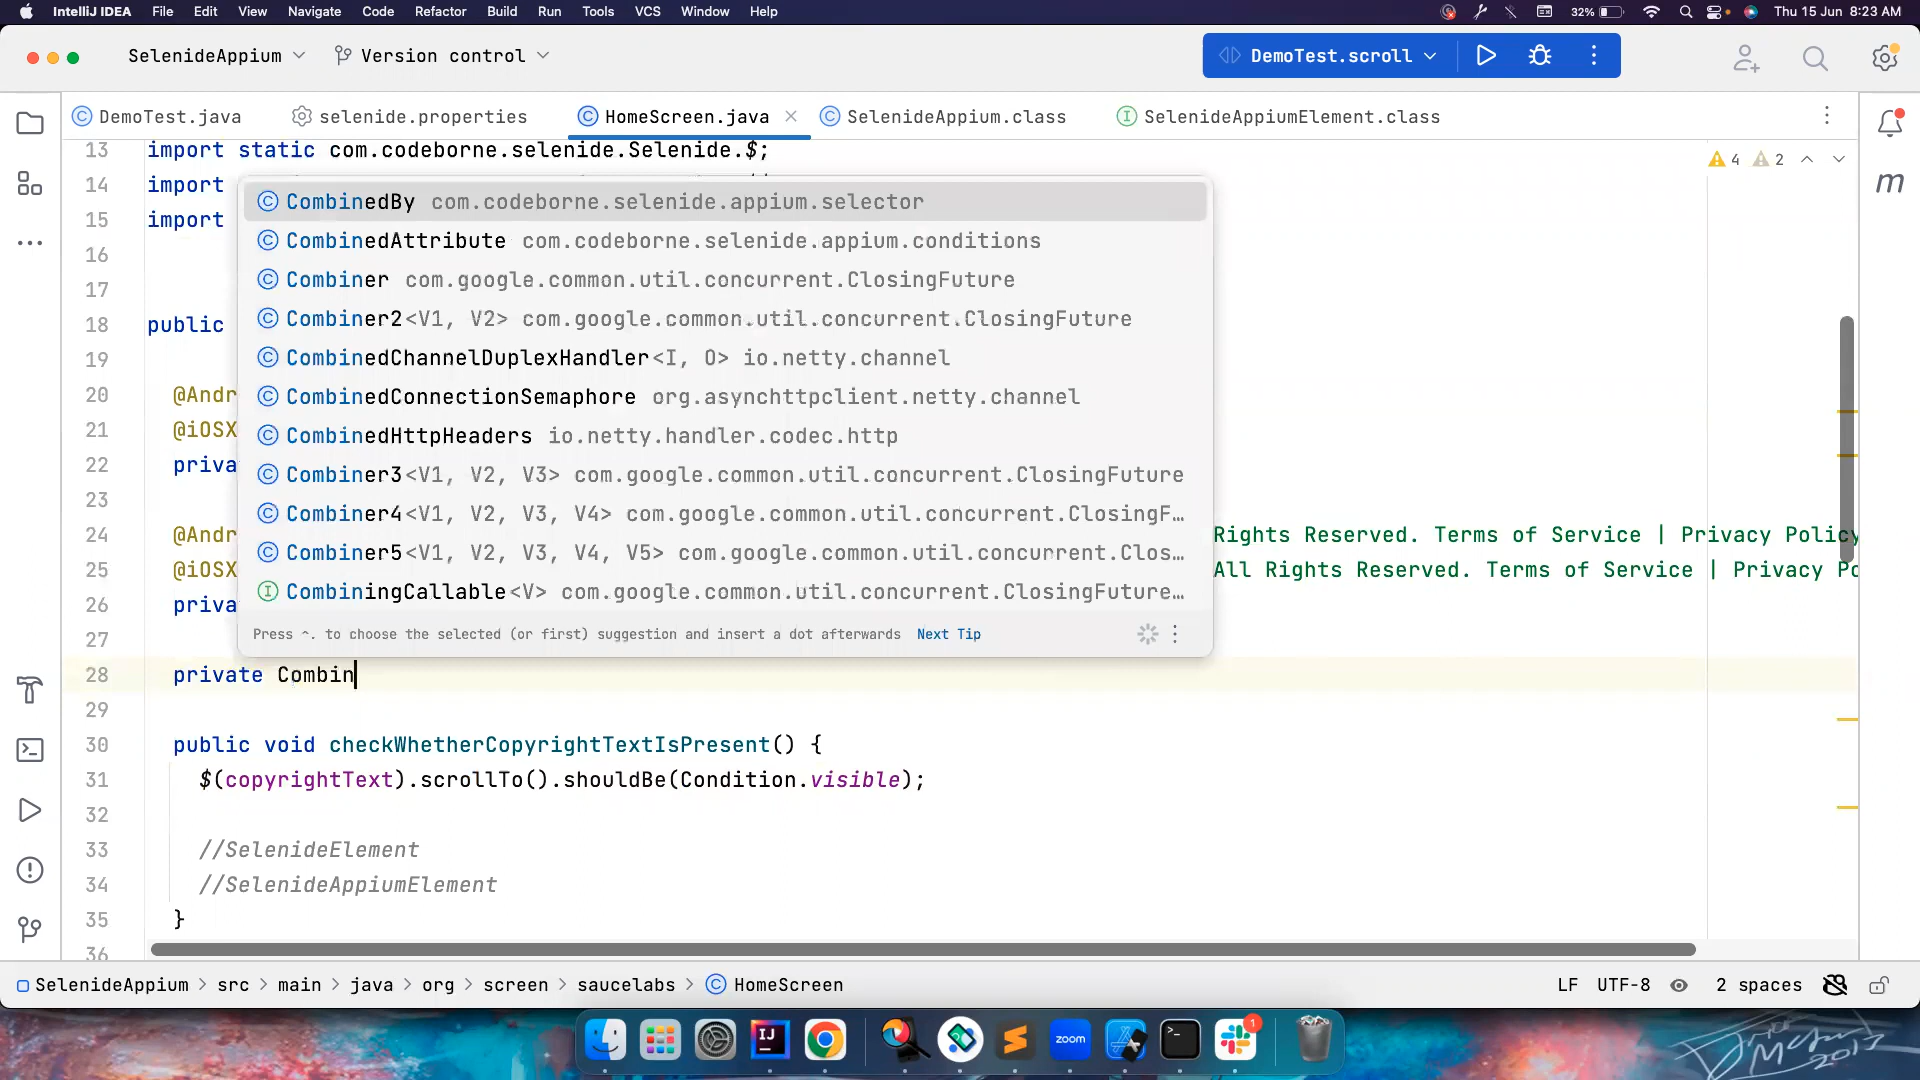 IntelliJ IDEA File Edit View Navigate Code Refactor Build Run Tools VCS Window Help 32% Thu 15 Jun 8:23 AM
SelenideAppium Version control DemoTest.scroll
DemoTest.java selenide.properties HomeScreen.java SelenideAppium.class SelenideAppiumElement.class
13 import static com.codeborne.selenide.Selenide.$;
4 2
14 import
15 import
16
17
18 public
19
20 @Andr
21 @iOSX
22 priva
23
24 @Andr Rights Reserved. Terms of Service | Privacy Policy
25 @iOSX All Rights Reserved. Terms of Service | Privacy Po
26 priva
27
CombinedBy com.codeborne.selenide.appium.selector
CombinedAttribute com.codeborne.selenide.appium.conditions
Combiner com.google.common.util.concurrent.ClosingFuture
Combiner2<V1, V2> com.google.common.util.concurrent.ClosingFuture
CombinedChannelDuplexHandler<I, O> io.netty.channel
CombinedConnectionSemaphore org.asynchttpclient.netty.channel
CombinedHttpHeaders io.netty.handler.codec.http
Combiner3<V1, V2, V3> com.google.common.util.concurrent.ClosingFuture
Combiner4<V1, V2, V3, V4> com.google.common.util.concurrent.ClosingF…
Combiner5<V1, V2, V3, V4, V5> com.google.common.util.concurrent.Clos…
CombiningCallable<V> com.google.common.util.concurrent.ClosingFuture…
Press ^. to choose the selected (or first) suggestion and insert a dot afterwards Next Tip
28 private Combin
29
30 public void checkWhetherCopyrightTextIsPresent() {
31 $(copyrightText).scrollTo().shouldBe(Condition.visible);
32
33 //SelenideElement
34 //SelenideAppiumElement
35 }
36
SelenideAppium > src > main > java > org > screen > saucelabs > HomeScreen LF UTF-8 2 spaces
IJ zoom 1
2017